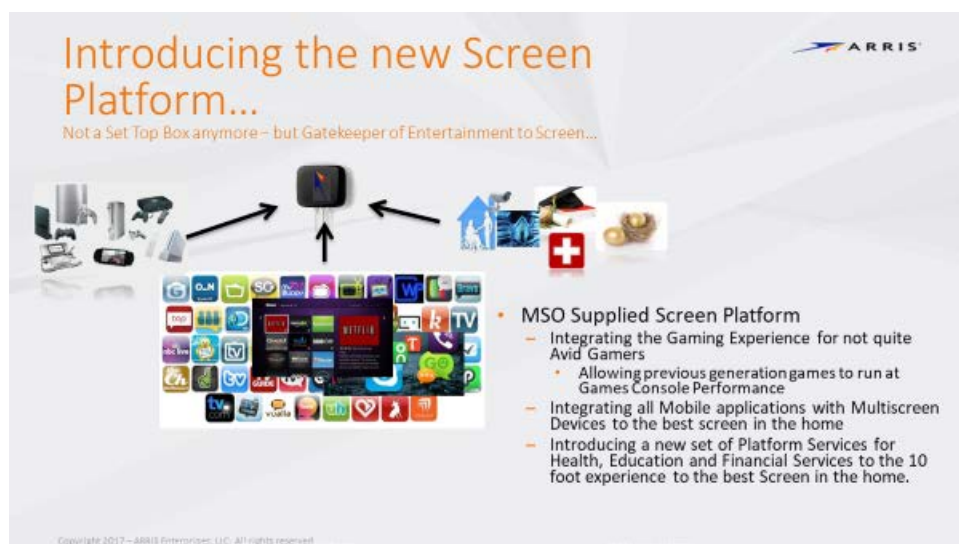 Introducing the new Screen
Platform...
Not a Set Top Box anymore – but Gatekeeper of Entertainment to Screen...
ARRIS
NETFLIX
tv.com
vualla
• MSO Supplied Screen Platform
– Integrating the Gaming Experience for not quite
Avid Gamers
• Allowing previous generation games to run at
Games Console Performance
– Integrating all Mobile applications with Multiscreen
Devices to the best screen in the home
– Introducing a new set of Platform Services for
Health, Education and Financial Services to the 10
foot experience to the best Screen in the home.
Copyright 2017 – ARRIS Enterprises, LLC. All rights reserved